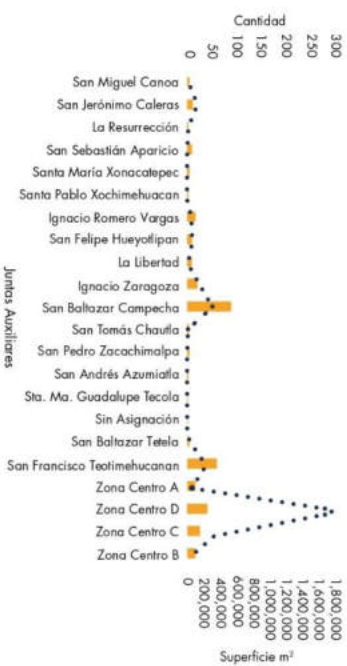 Cantidad
0 50 100 150 200 250 300
San Miguel Canoa
San Jerónimo Caleras
La Resurrección
San Sebastián Aparicio
Santa María Xonacatepec
Santa Pablo Xochimehuacan
Ignacio Romero Vargas
San Felipe Hueyotlipan
La Libertad
Ignacio Zaragoza
San Baltazar Campecha
San Tomás Chautla
San Pedro Zacachimalpa
San Andrés Azumiatla
Sta. Ma. Guadalupe Tecola
Sin Asignación
San Baltazar Tetela
San Francisco Teotimehucanan
Zona Centro A
Zona Centro D
Zona Centro C
Zona Centro B
Juntas Auxiliares
0 200,000 400,000 600,000 800,000 1,000,000 1,200,000 1,400,000 1,600,000 1,800,000
Superficie m²